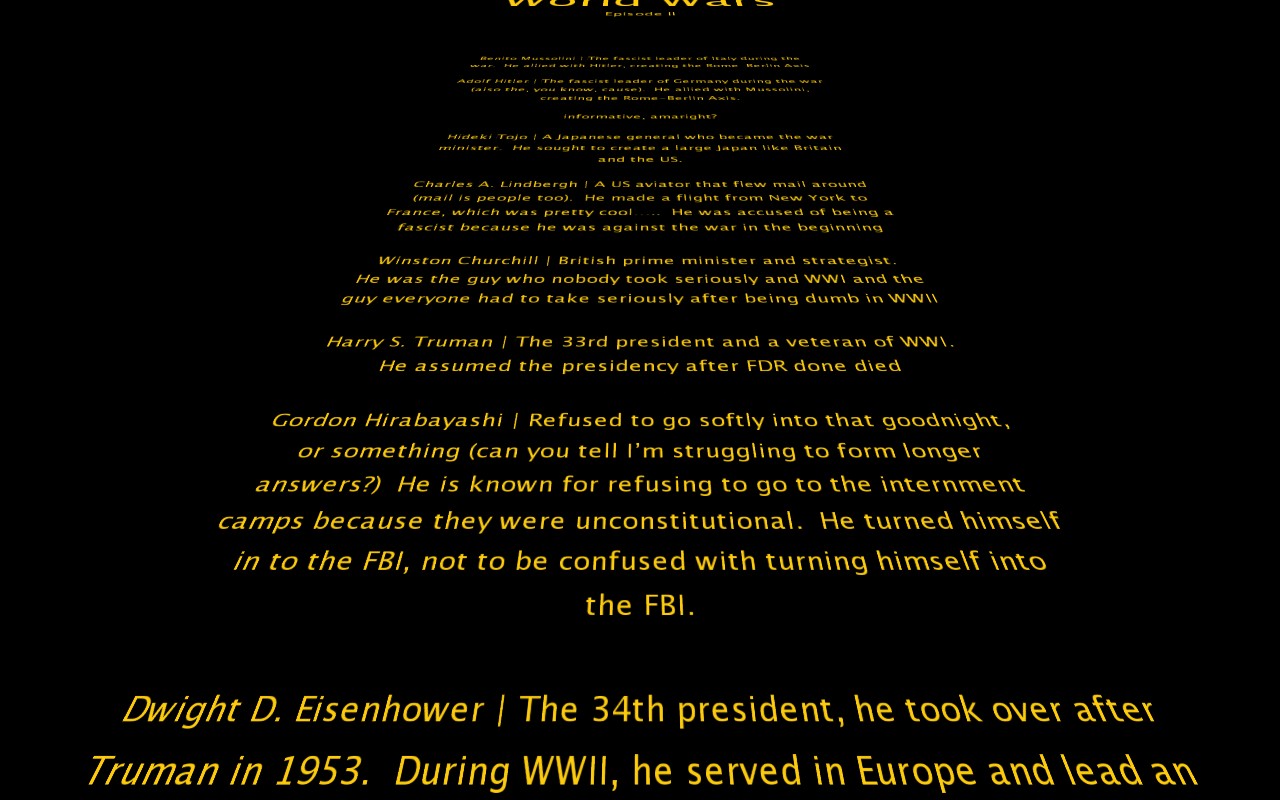 World Wars
Episode II
Benito Mussolini | The fascist leader of Italy during the
war. He allied with Hitler, creating the Rome-Berlin Axis
Adolf Hitler | The fascist leader of Germany during the war
(also the, you know, cause). He allied with Mussolini,
creating the Rome-Berlin Axis.
informative, amaright?
Hideki Tojo | A Japanese general who became the war
minister. He sought to create a large Japan like Britain
and the US.
Charles A. Lindbergh | A US aviator that flew mail around
(mail is people too). He made a flight from New York to
France, which was pretty cool..... He was accused of being a
fascist because he was against the war in the beginning
Winston Churchill | British prime minister and strategist.
He was the guy who nobody took seriously and WWI and the
guy everyone had to take seriously after being dumb in WWII
Harry S. Truman | The 33rd president and a veteran of WWI.
He assumed the presidency after FDR done died
Gordon Hirabayashi | Refused to go softly into that goodnight,
or something (can you tell I'm struggling to form longer
answers?) He is known for refusing to go to the internment
camps because they were unconstitutional. He turned himself
in to the FBI, not to be confused with turning himself into
the FBI.
Dwight D. Eisenhower | The 34th president, he took over after
Truman in 1953. During WWII, he served in Europe and lead an